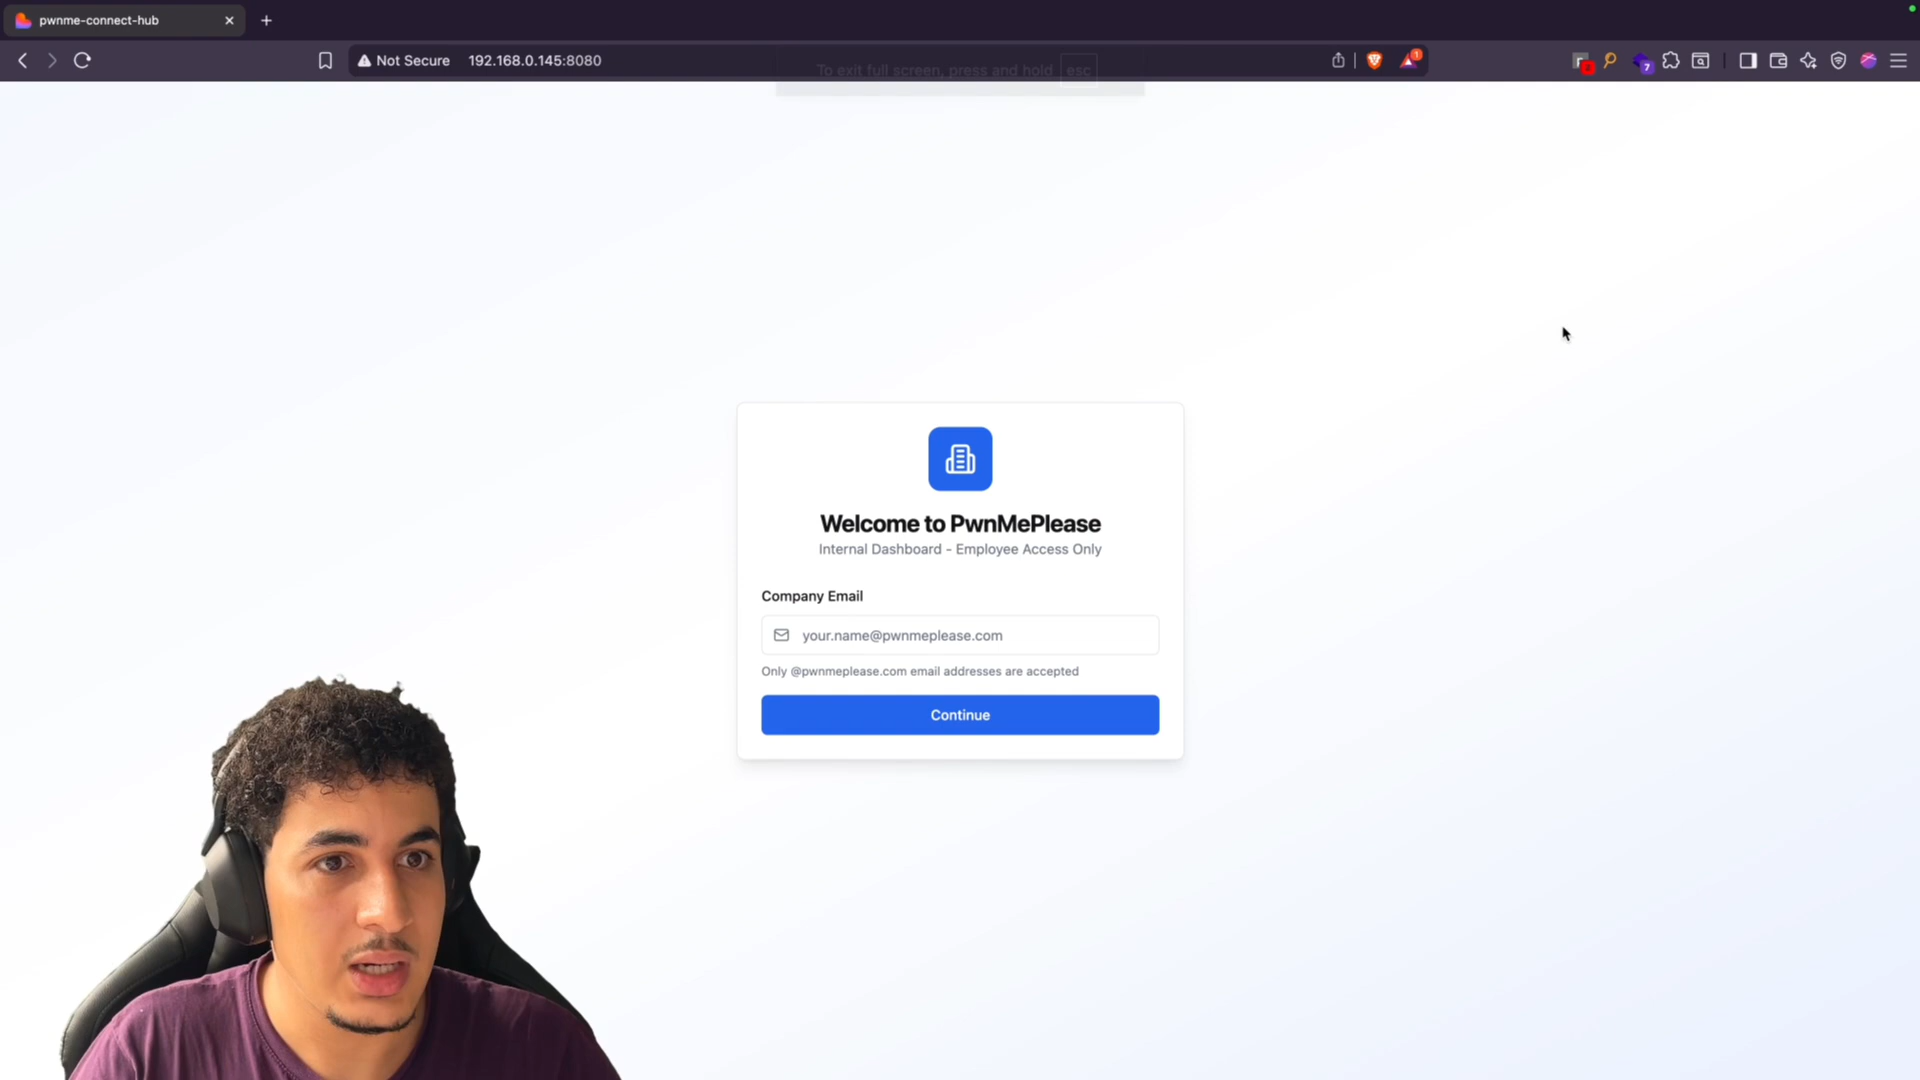 pwnme-connect-hub
Not Secure 192.168.0.145:8080
1
7
To exit full screen, press and hold esc
Welcome to PwnMePlease
Internal Dashboard - Employee Access Only
Company Email
your.name@pwnmeplease.com
Only @pwnmeplease.com email addresses are accepted
Continue